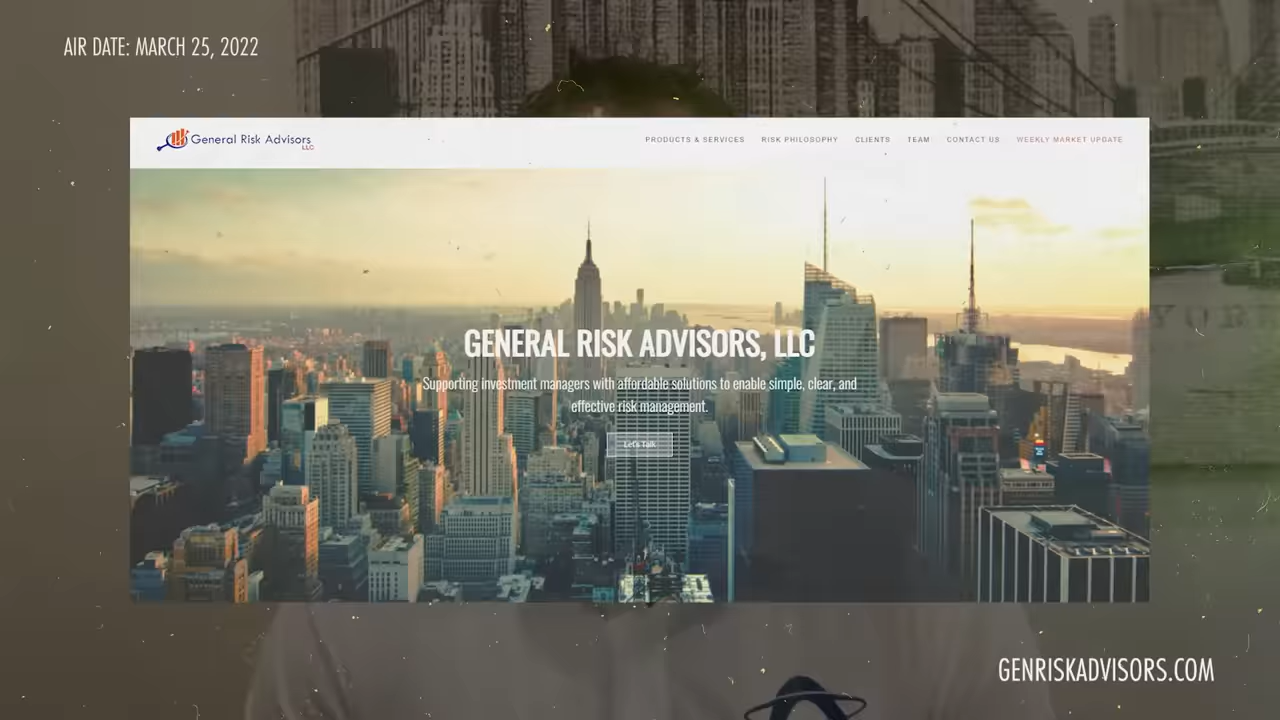 AIR DATE: MARCH 25, 2022
General Risk Advisors
LLC
PRODUCTS & SERVICES RISK PHILOSOPHY CLIENTS TEAM CONTACT US WEEKLY MARKET UPDATE
GENERAL RISK ADVISORS, LLC
Supporting investment managers with affordable solutions to enable simple, clear, and
effective risk management.
Let's Talk
GENRISKADVISORS.COM